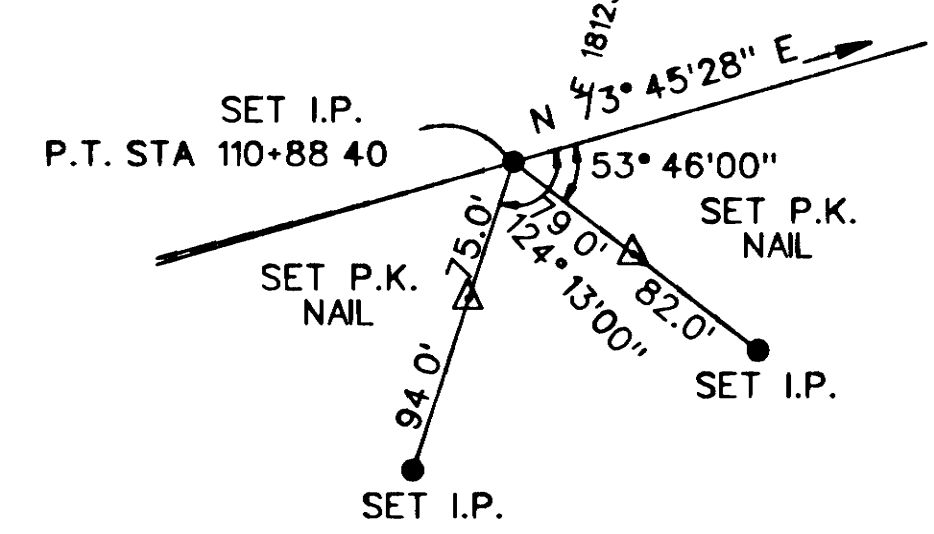 1812.
N 73° 45'28" E
SET I.P.
P.T. STA 110+88 40
53° 46'00"
SET P.K.
NAIL
79 0'
75.0'
124° 13'00"
SET P.K.
NAIL
82.0'
94 0'
SET I.P.
SET I.P.